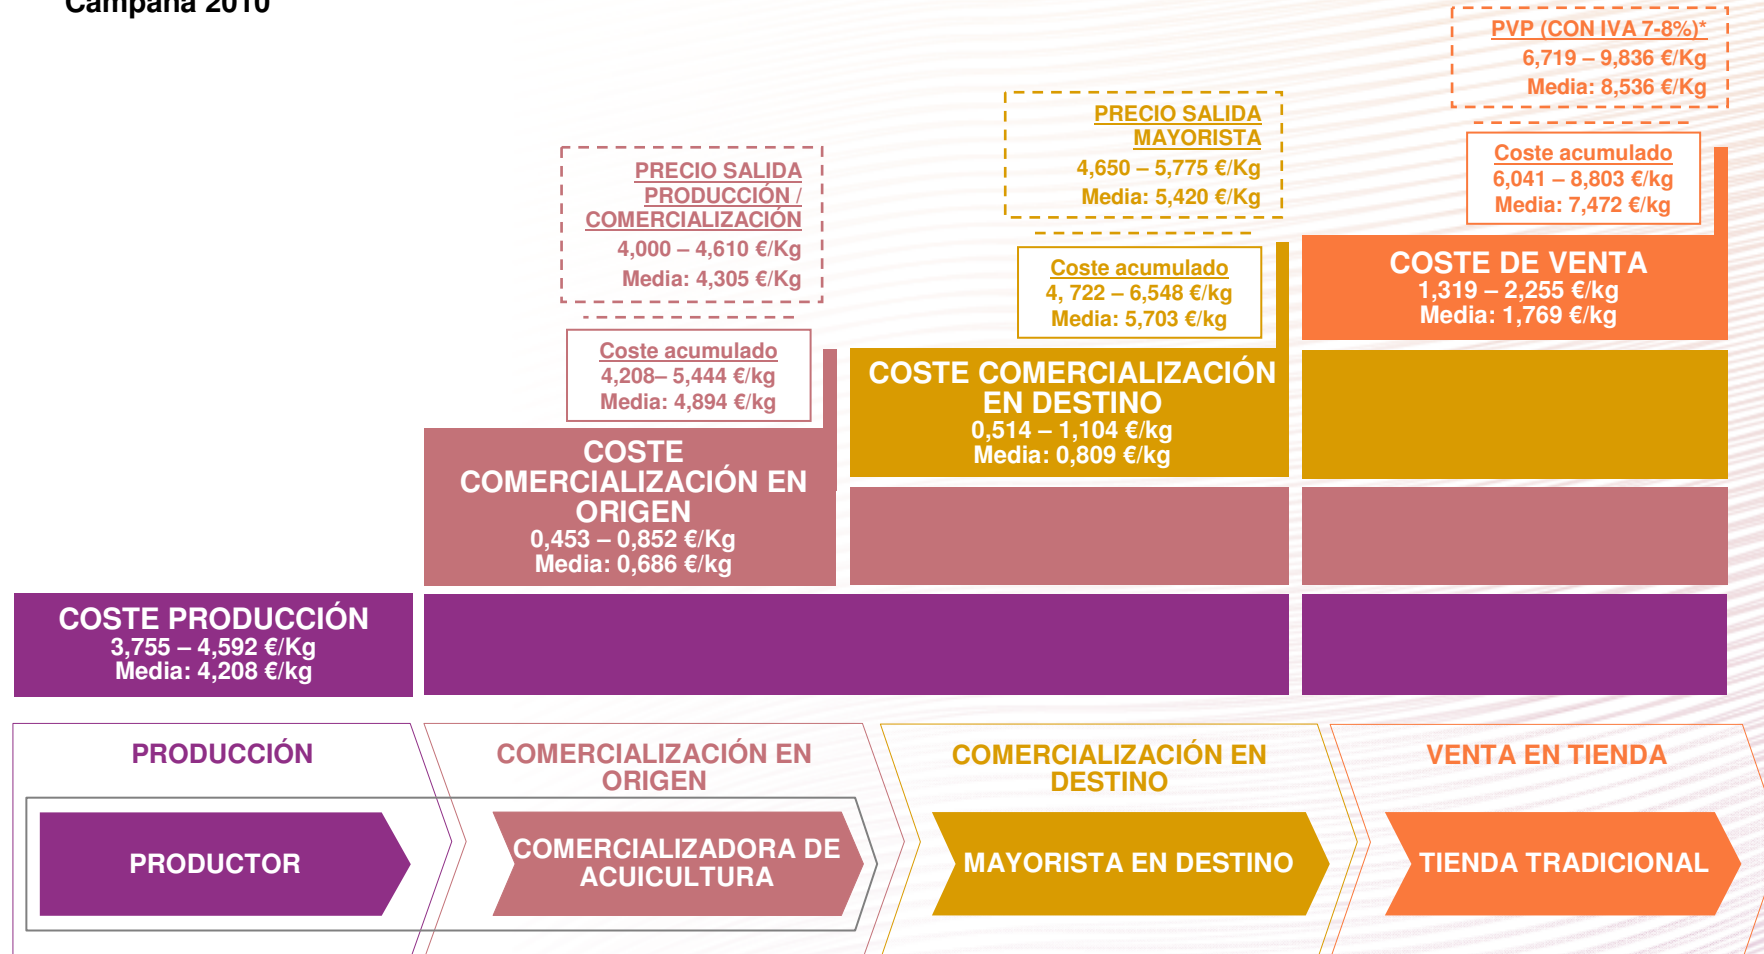 Campaña 2010
PVP (CON IVA 7-8%)*
6,719 – 9,836 €/Kg
Media: 8,536 €/Kg
PRECIO SALIDA
MAYORISTA
4,650 – 5,775 €/Kg
Media: 5,420 €/Kg
Coste acumulado
6,041 – 8,803 €/kg
Media: 7,472 €/kg
PRECIO SALIDA
PRODUCCIÓN /
COMERCIALIZACIÓN
4,000 – 4,610 €/Kg
Media: 4,305 €/Kg
Coste acumulado
4, 722 – 6,548 €/kg
Media: 5,703 €/kg
COSTE DE VENTA
1,319 – 2,255 €/kg
Media: 1,769 €/kg
Coste acumulado
4,208– 5,444 €/kg
Media: 4,894 €/kg
COSTE COMERCIALIZACIÓN
EN DESTINO
0,514 – 1,104 €/kg
Media: 0,809 €/kg
COSTE
COMERCIALIZACIÓN EN
ORIGEN
0,453 – 0,852 €/Kg
Media: 0,686 €/kg
COSTE PRODUCCIÓN
3,755 – 4,592 €/Kg
Media: 4,208 €/kg
PRODUCCIÓN
COMERCIALIZACIÓN EN
ORIGEN
COMERCIALIZACIÓN EN
DESTINO
VENTA EN TIENDA
PRODUCTOR
COMERCIALIZADORA DE
ACUICULTURA
MAYORISTA EN DESTINO
TIENDA TRADICIONAL